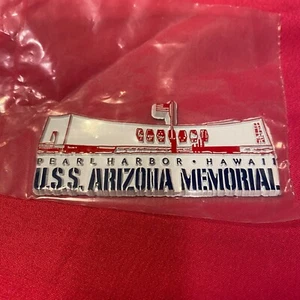 PEARL HARBOR • HAWAII
U.S.S. ARIZONA MEMORIAL